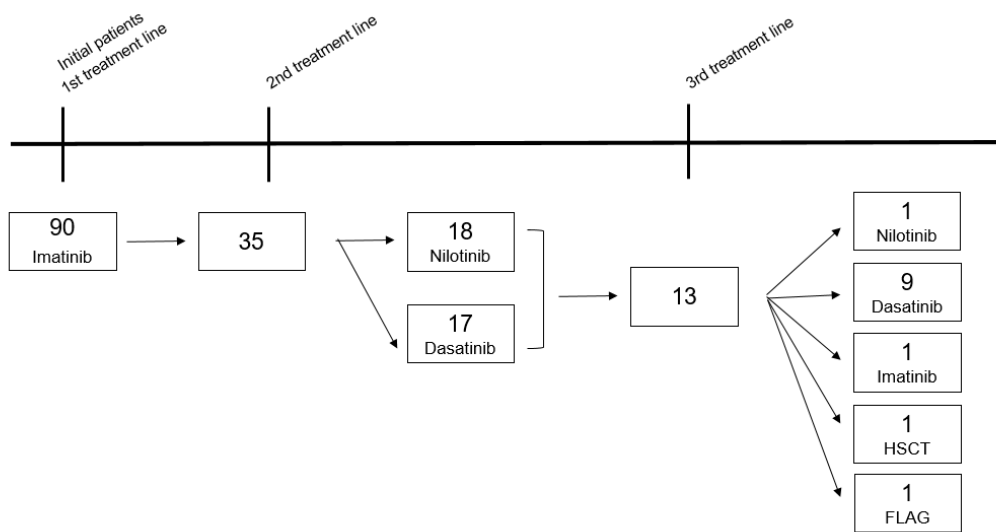 Initial patients
1st treatment line
2nd treatment line
3rd treatment line
90
Imatinib
35
18
Nilotinib
17
Dasatinib
13
1
Nilotinib
9
Dasatinib
1
Imatinib
1
HSCT
1
FLAG